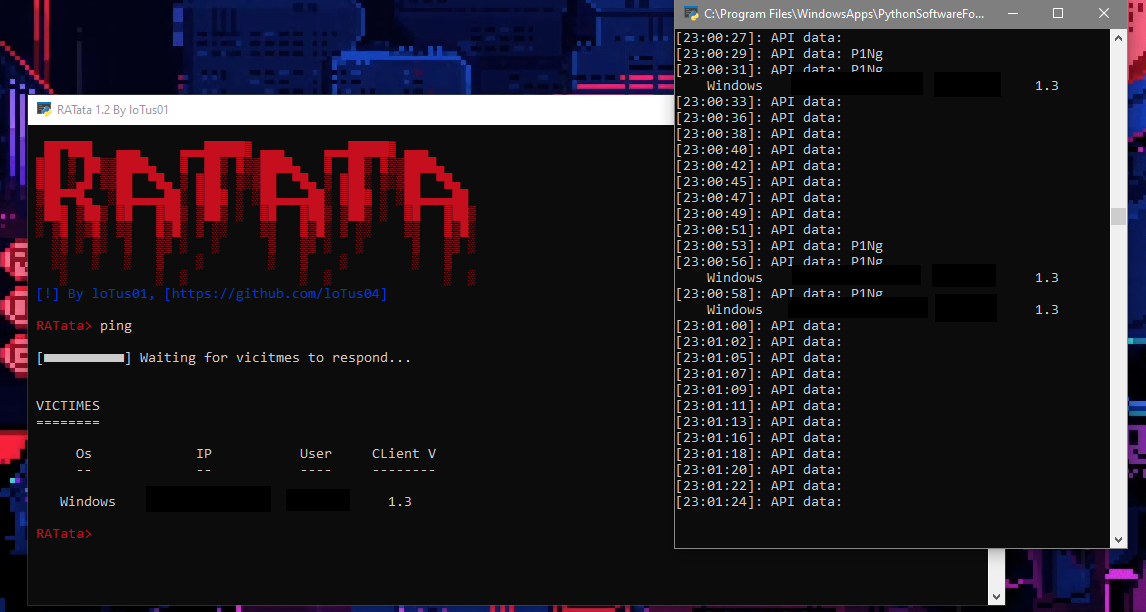 RATata 1.2 By loTus01
RATATA
[!] By loTus01, [https://github.com/loTus04]
RATata> ping
[ ] Waiting for vicitmes to respond...
VICTIMES
========
Os IP User CLient V
-- -- ---- --------
Windows 1.3
RATata>
C:\Program Files\WindowsApps\PythonSoftwareFo...
[23:00:27]: API data:
[23:00:29]: API data: P1Ng
[23:00:31]: API data: P1Ng
Windows 1.3
[23:00:33]: API data:
[23:00:36]: API data:
[23:00:38]: API data:
[23:00:40]: API data:
[23:00:42]: API data:
[23:00:45]: API data:
[23:00:47]: API data:
[23:00:49]: API data:
[23:00:51]: API data:
[23:00:53]: API data: P1Ng
[23:00:56]: API data: P1Ng
Windows 1.3
[23:00:58]: API data: P1Ng
Windows 1.3
[23:01:00]: API data:
[23:01:02]: API data:
[23:01:05]: API data:
[23:01:07]: API data:
[23:01:09]: API data:
[23:01:11]: API data:
[23:01:13]: API data:
[23:01:16]: API data:
[23:01:18]: API data:
[23:01:20]: API data:
[23:01:22]: API data:
[23:01:24]: API data: